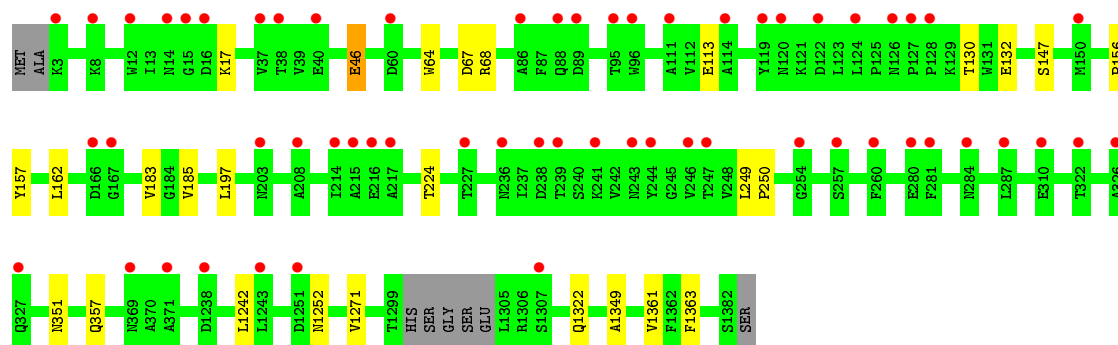 MET ALA K3 K8 W12 I13 N14 G15 D16 K17 V37 T38 V39 E40 E46 D60 W64 D67 R68 A86 F87 Q88 D89 T95 W96 A111 V112 E113 A114 Y119 N120 K121 D122 L123 L124 P125 N126 P127 P128 K129 T130 W131 E132 S147 M150 P156
Y157 L162 D166 G167 V183 G184 V185 L197 N203 A208 I214 A215 E216 A217 T224 T227 N236 I237 D238 T239 S240 K241 V242 N243 Y244 G245 V246 T247 V248 L249 P250 G254 S257 F260 E280 F281 N284 L287 E310 T322 A326
Q327 N351 Q357 N369 A370 A371 D1238 L1242 L1243 D1251 N1252 V1271 T1299 HIS SER GLY SER GLU L1305 R1306 S1307 Q1322 A1349 V1361 F1362 F1363 S1382 SER